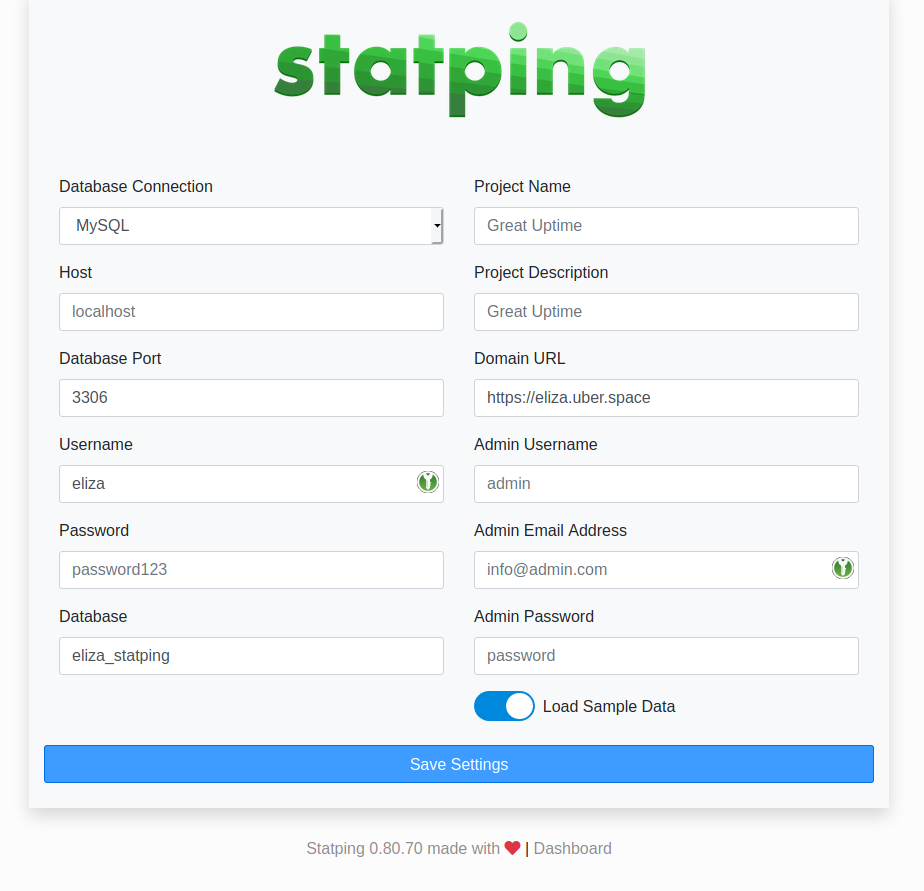 statping
Database Connection
MySQL
Host
localhost
Database Port
3306
Username
eliza
Password
password123
Database
eliza_statping
Project Name
Great Uptime
Project Description
Great Uptime
Domain URL
https://eliza.uber.space
Admin Username
admin
Admin Email Address
info@admin.com
Admin Password
password
Load Sample Data
Save Settings
Statping 0.80.70 made with ❤ | Dashboard